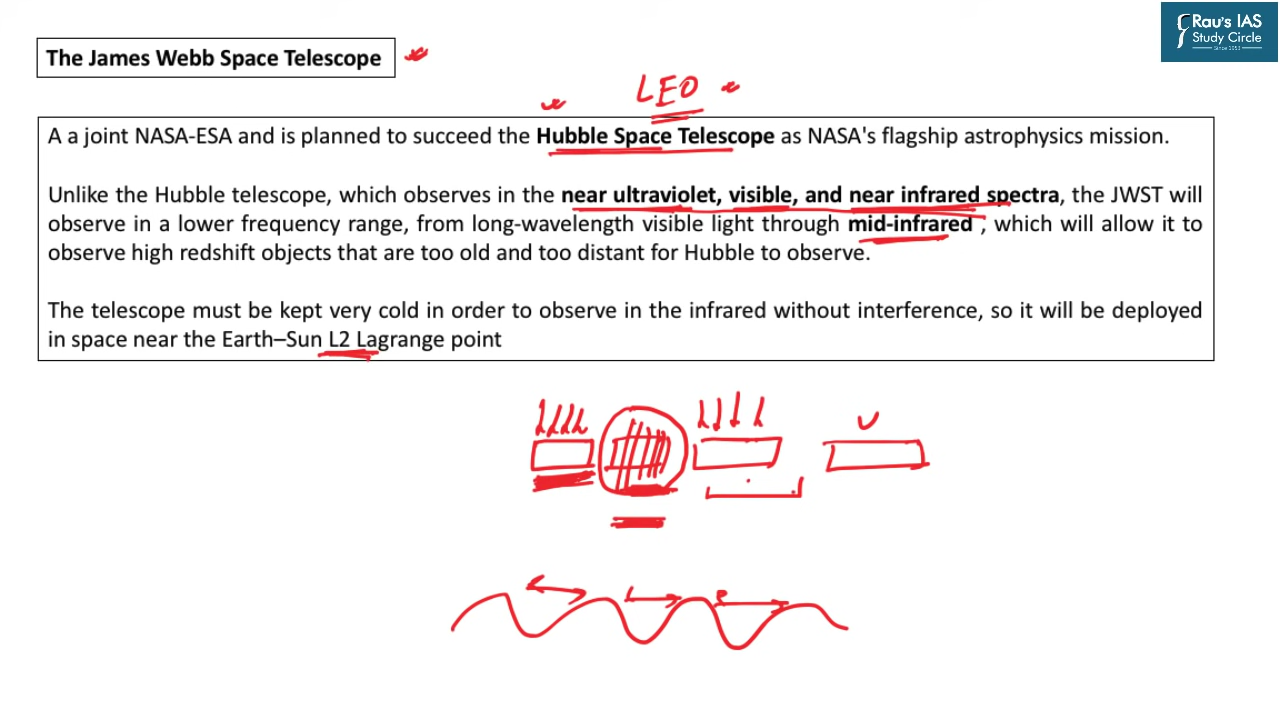 Rau's IAS
Study Circle
Since 1953
The James Webb Space Telescope
LEO
A a joint NASA-ESA and is planned to succeed the Hubble Space Telescope as NASA's flagship astrophysics mission.
Unlike the Hubble telescope, which observes in the near ultraviolet, visible, and near infrared spectra, the JWST will
observe in a lower frequency range, from long-wavelength visible light through mid-infrared , which will allow it to
observe high redshift objects that are too old and too distant for Hubble to observe.
The telescope must be kept very cold in order to observe in the infrared without interference, so it will be deployed
in space near the Earth–Sun L2 Lagrange point